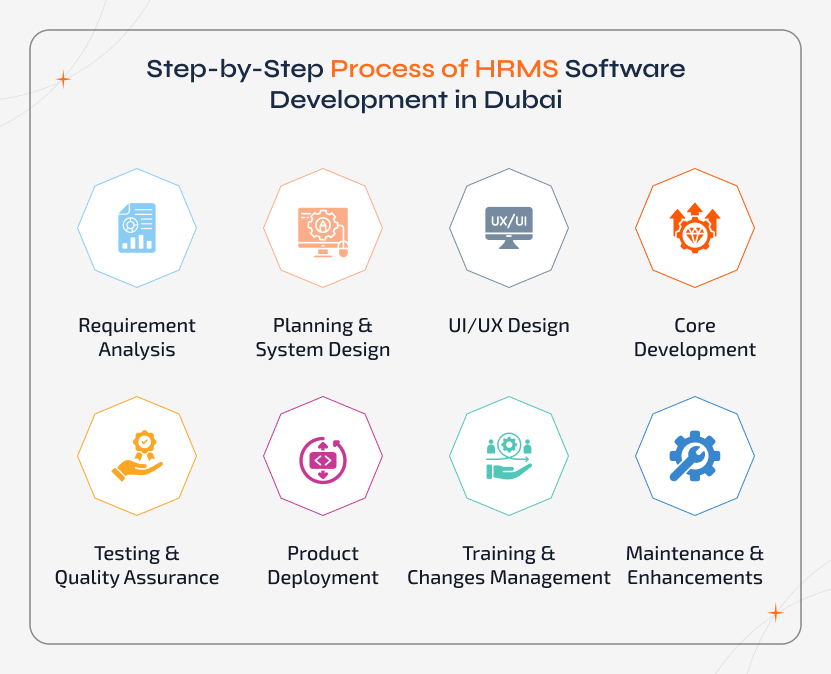 Step-by-Step Process of HRMS Software
Development in Dubai
UX/UI
Requirement
Analysis
Planning &
System Design
UI/UX Design
Core
Development
Testing &
Quality Assurance
Product
Deployment
Training &
Changes Management
Maintenance &
Enhancements